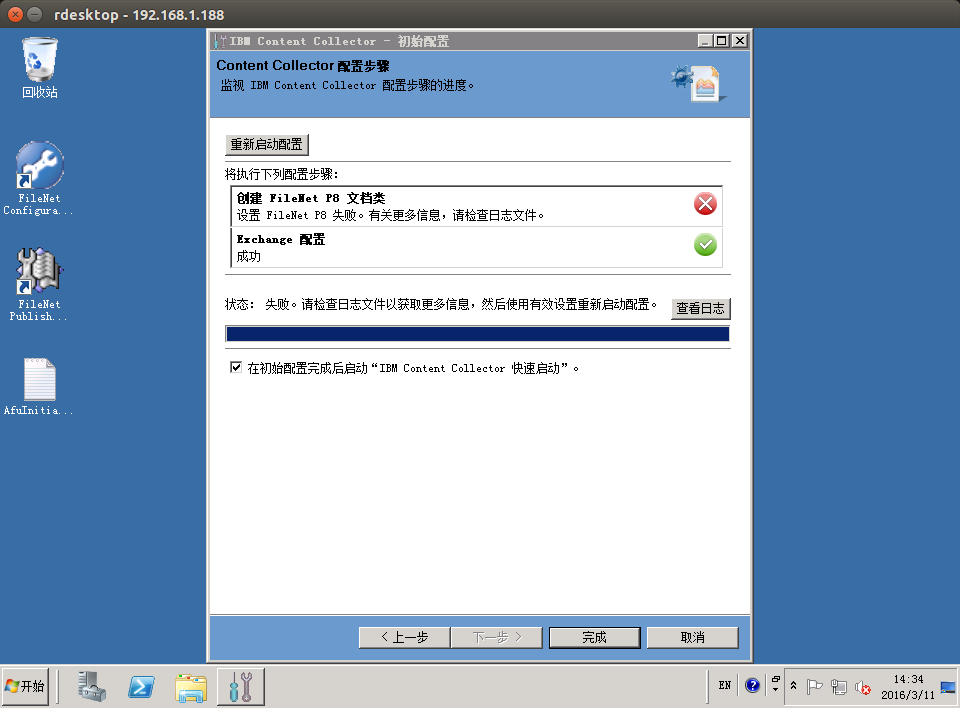 rdesktop - 192.168.1.188
回收站
FileNet
Configura...
FileNet
Publish...
AfuInitia...
IBM Content Collector - 初始配置
Content Collector 配置步骤
监视 IBM Content Collector 配置步骤的进度。
重新启动配置
将执行下列配置步骤：
创建 FileNet P8 文档类
设置 FileNet P8 失败。有关更多信息，请检查日志文件。
Exchange 配置
成功
状态： 失败。请检查日志文件以获取更多信息，然后使用有效设置重新启动配置。
查看日志
在初始配置完成后启动“IBM Content Collector 快速启动”。
< 上一步
下一步 >
完成
取消
开始
EN
14:34
2016/3/11